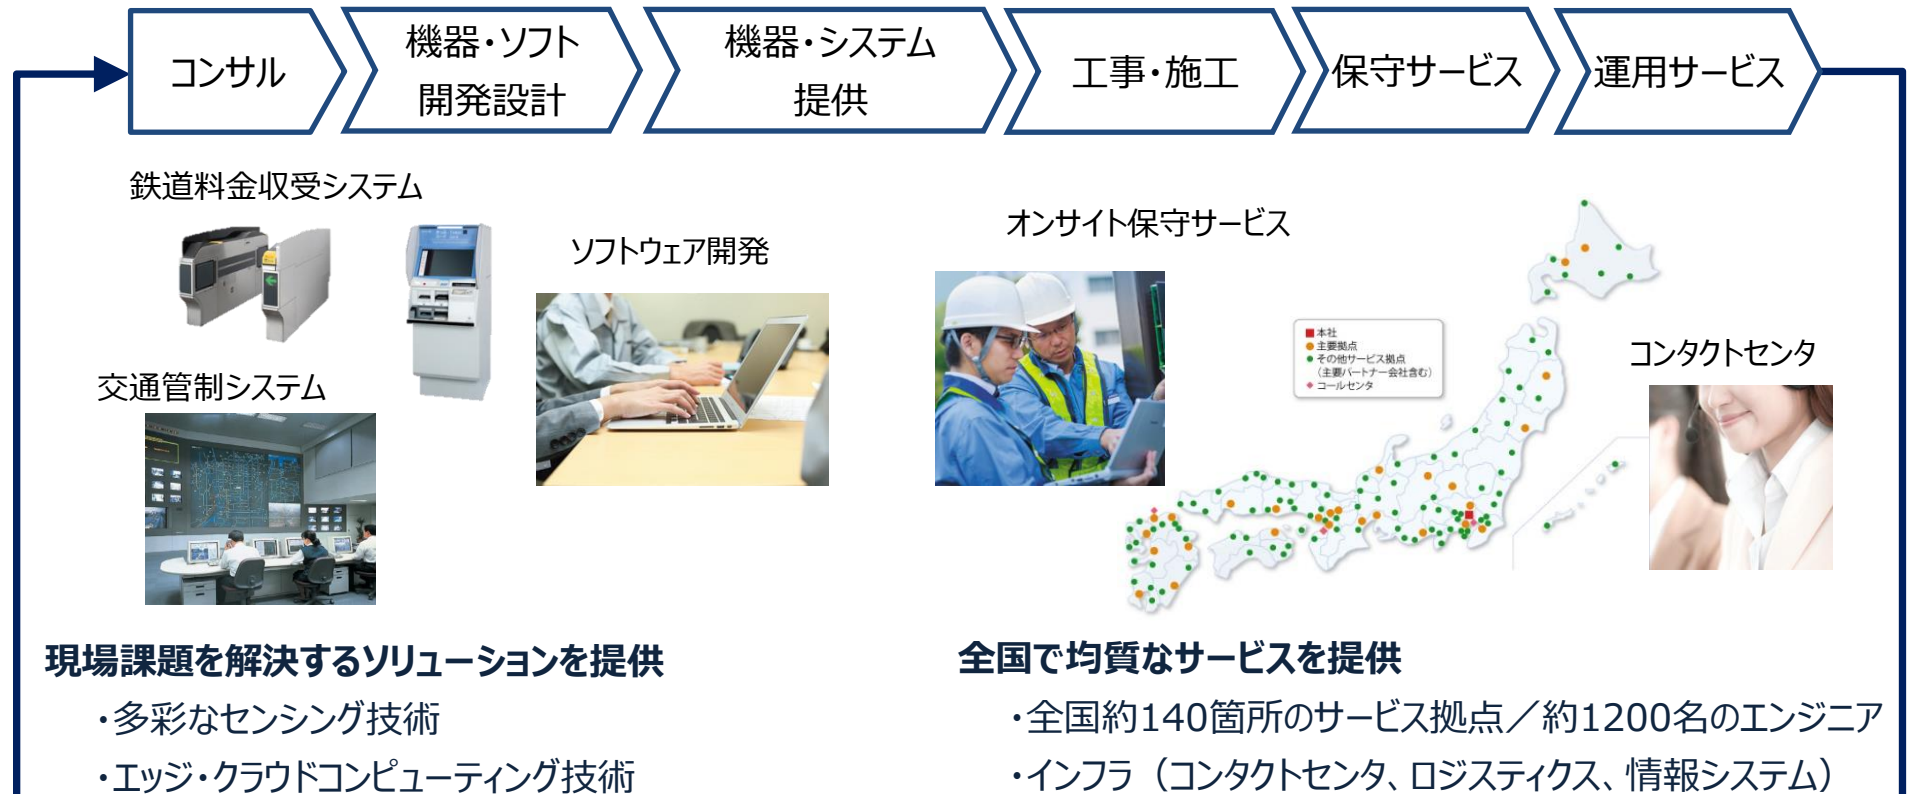 コンサル
機器・ソフト
開発設計
機器・システム
提供
工事・施工
保守サービス
運用サービス
鉄道料金収受システム
ソフトウェア開発
交通管制システム
オンサイト保守サービス
■本社
●主要拠点
●その他サービス拠点
（主要パートナー会社含む）
◆コールセンタ
コンタクトセンタ
現場課題を解決するソリューションを提供
・多彩なセンシング技術
・エッジ・クラウドコンピューティング技術
全国で均質なサービスを提供
・全国約140箇所のサービス拠点／約1200名のエンジニア
・インフラ（コンタクトセンタ、ロジスティクス、情報システム）